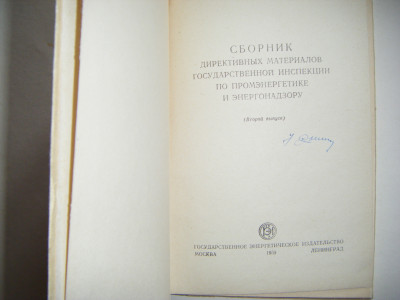 СБОРНИК
ДИРЕКТИВНЫХ МАТЕРИАЛОВ
ГОСУДАРСТВЕННОЙ ИНСПЕКЦИИ
ПО ПРОМЭНЕРГЕТИКЕ
И ЭНЕРГОНАДЗОРУ
(Второй выпуск)
ГОСУДАРСТВЕННОЕ ЭНЕРГЕТИЧЕСКОЕ ИЗДАТЕЛЬСТВО
МОСКВА ЛЕНИНГРАД